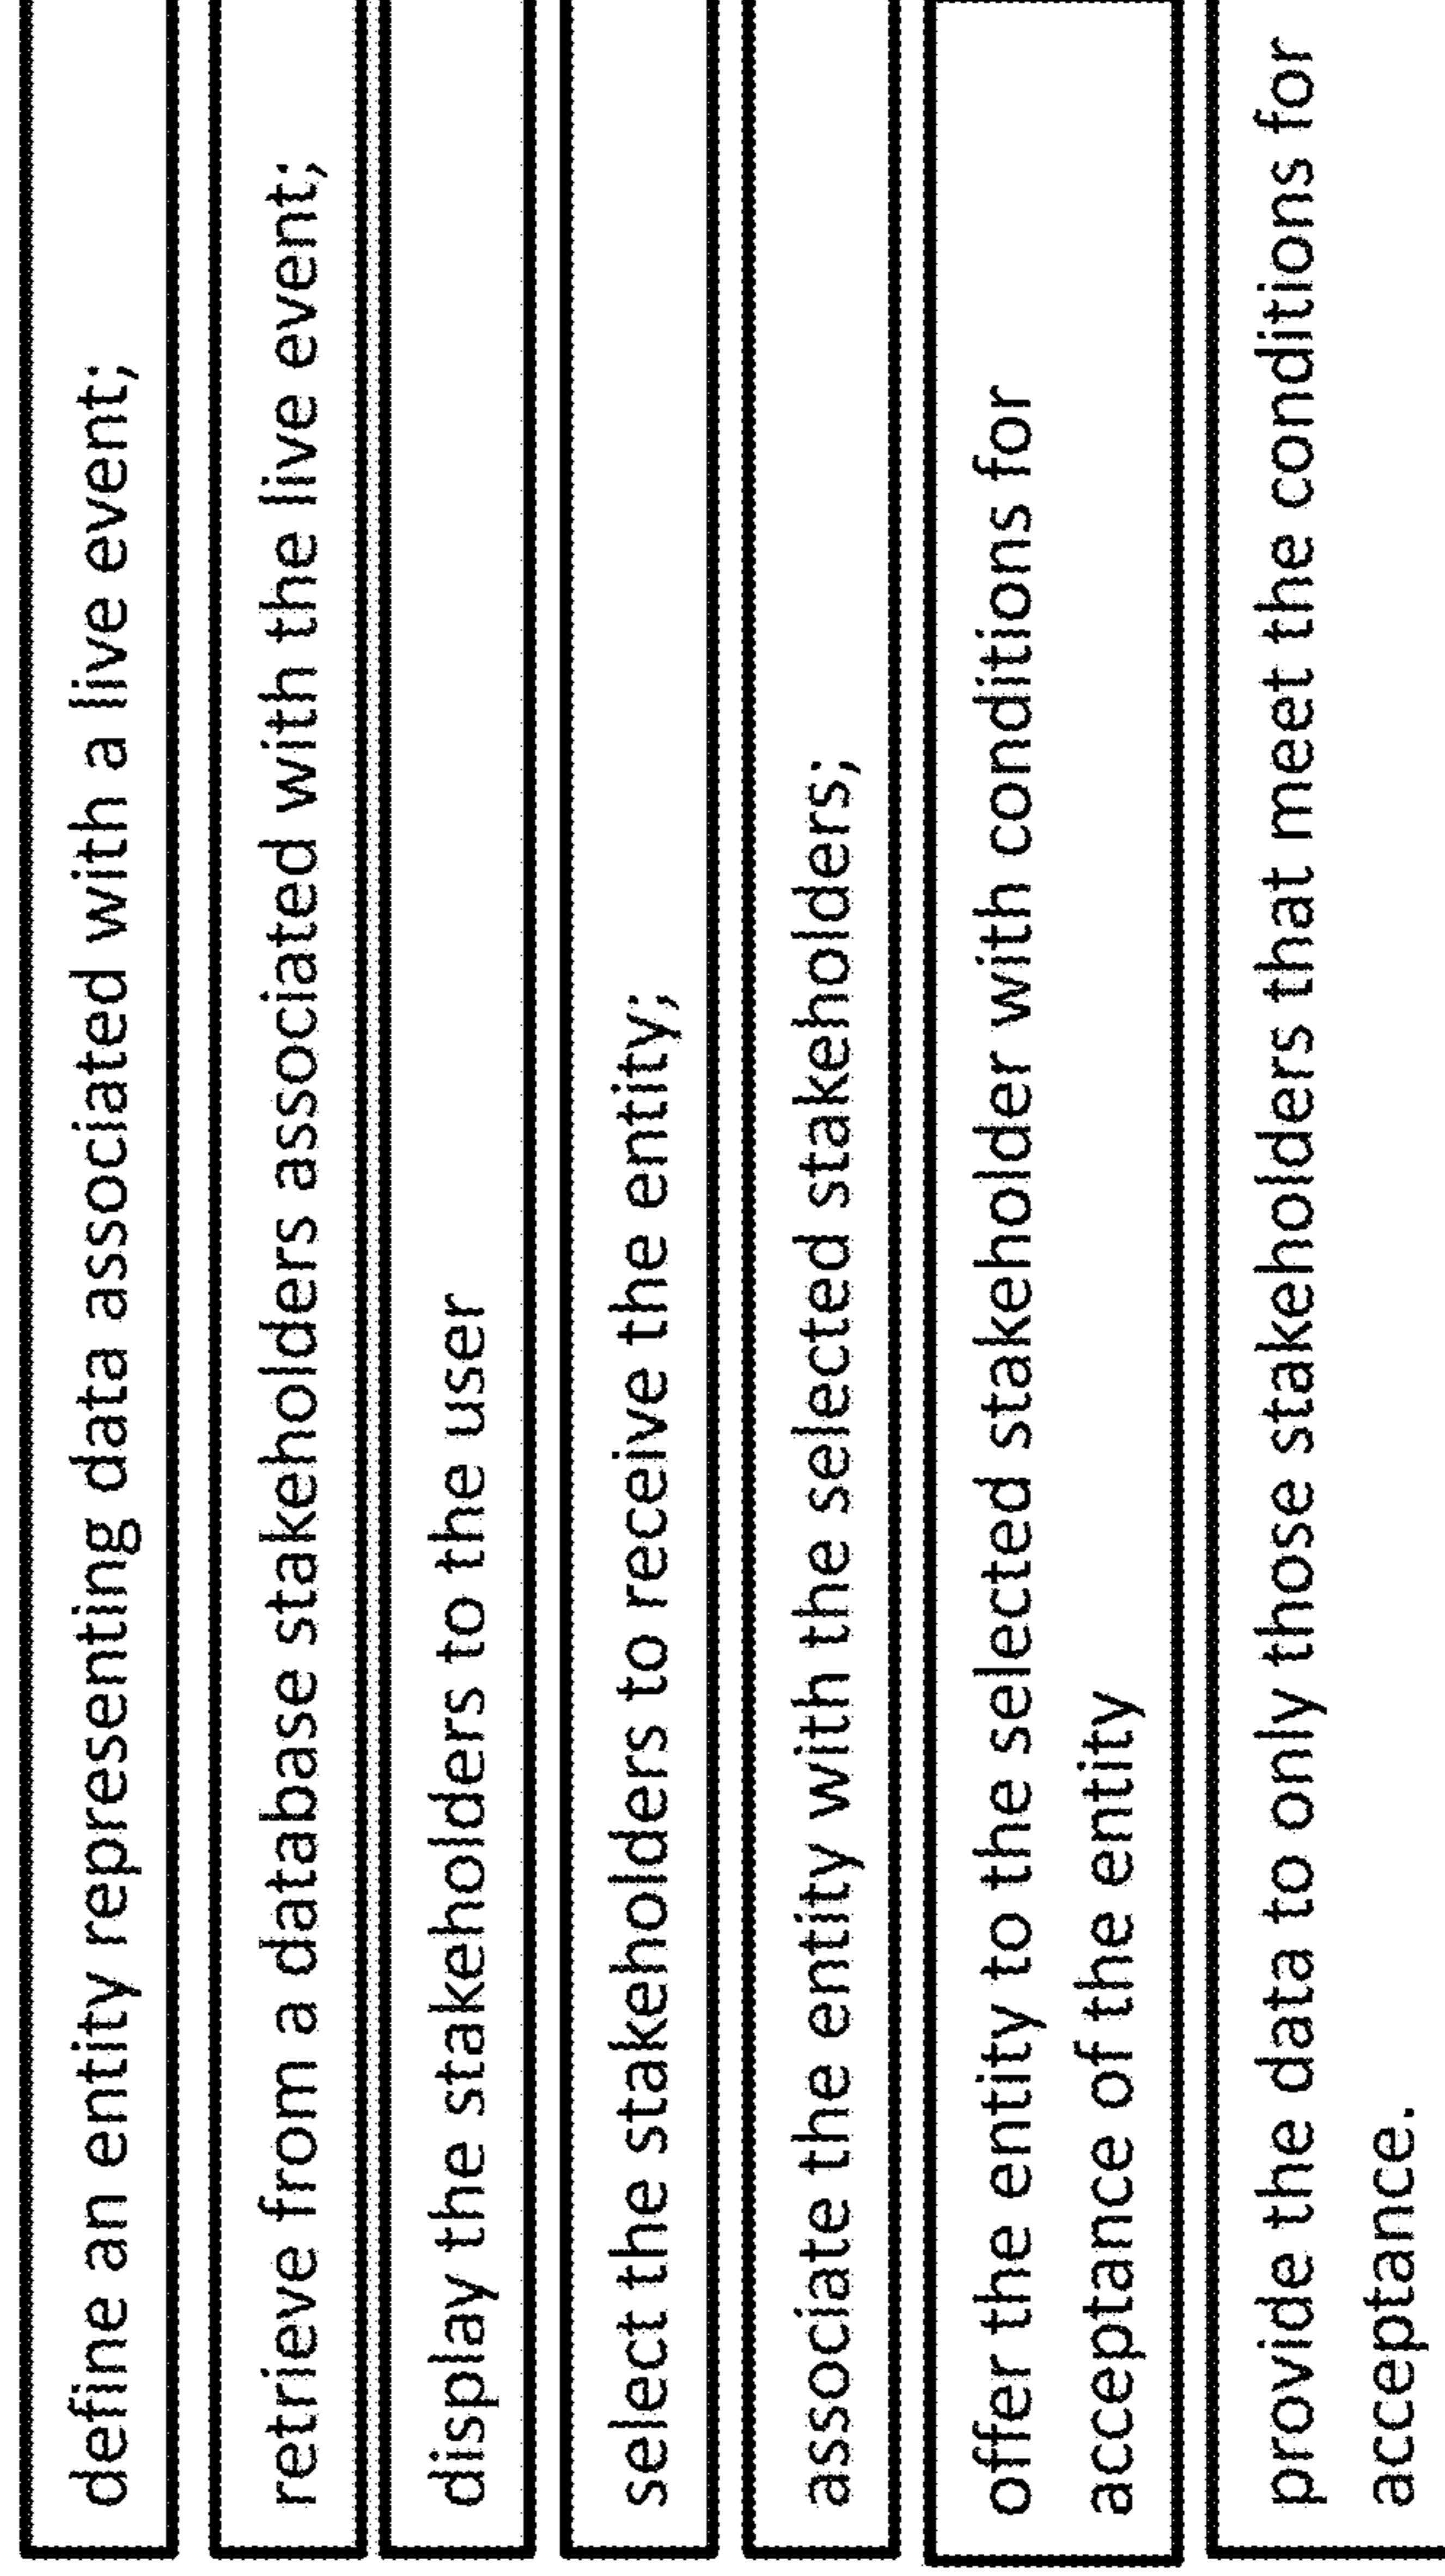 define an entity representing data associated with a live event;
retrieve from a database stakeholders associated with the live event;
display the stakeholders to the user
select the stakeholders to receive the entity;
associate the entity with the selected stakeholders;
offer the entity to the selected stakeholder with conditions for
acceptance of the entity
provide the data to only those stakeholders that meet the conditions for
acceptance.